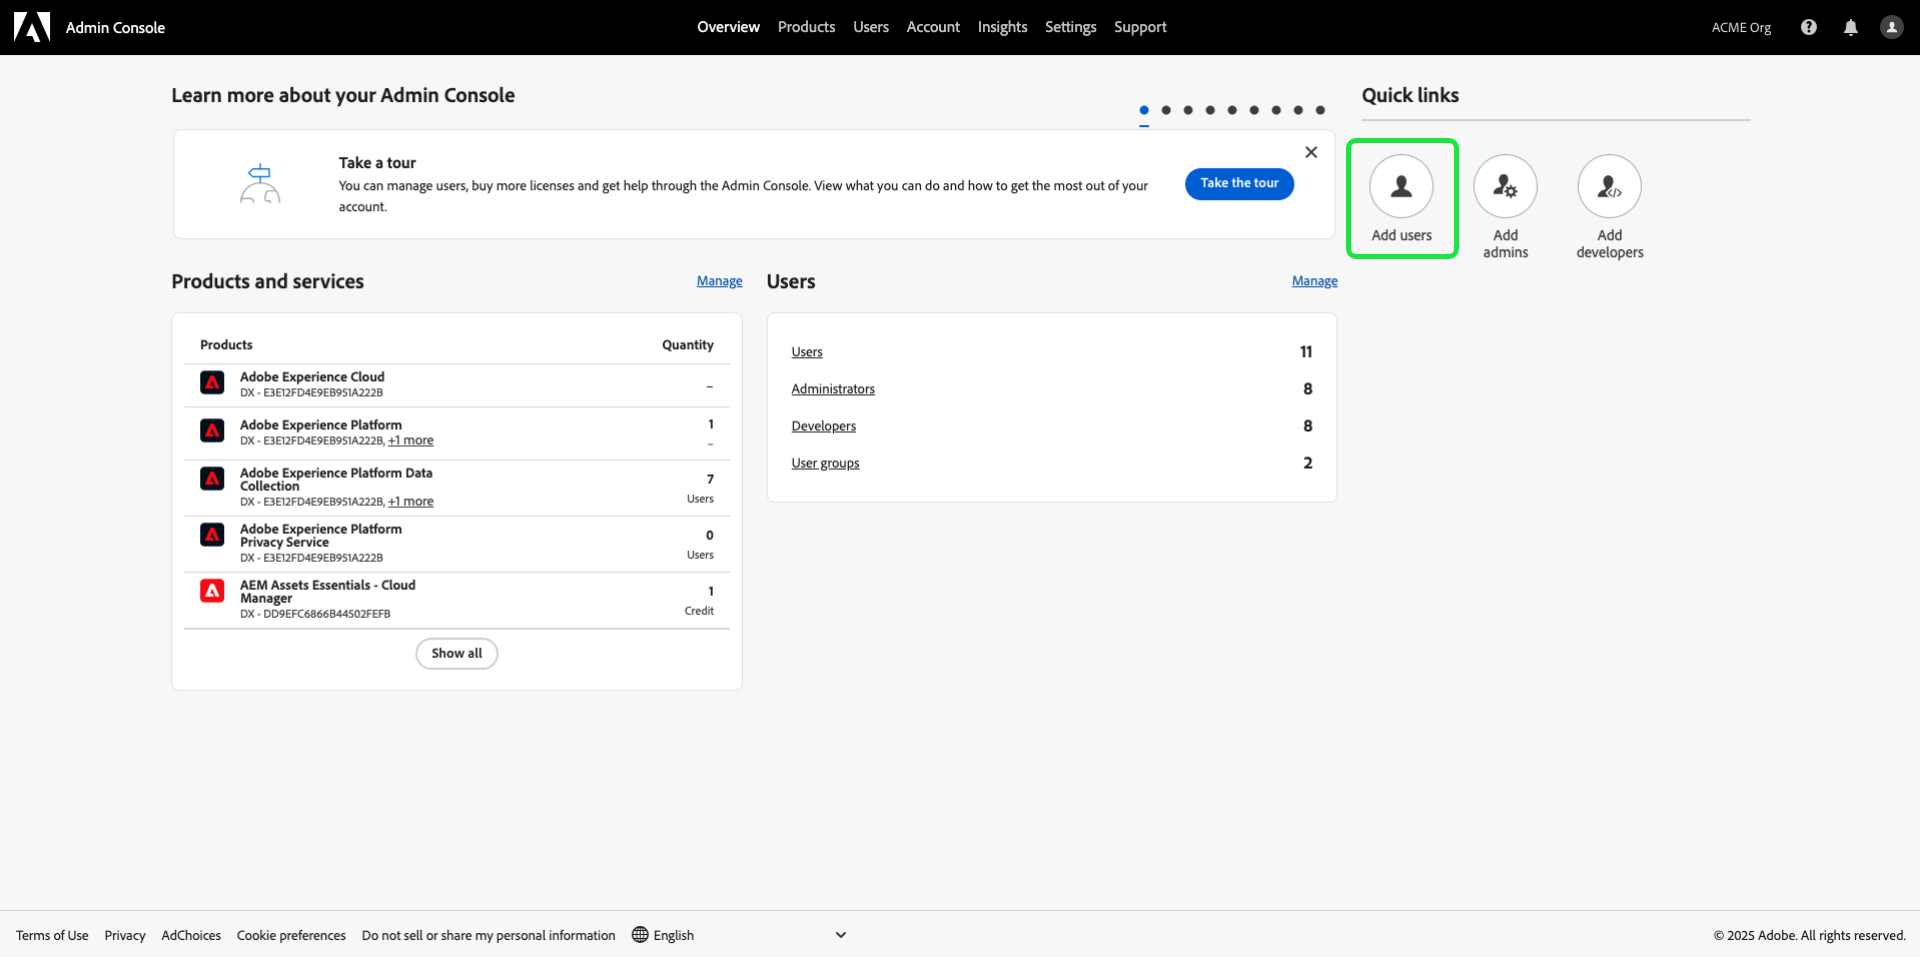 Admin Console
Overview Products Users Account Insights Settings Support
ACME Org
Learn more about your Admin Console
Take a tour
You can manage users, buy more licenses and get help through the Admin Console. View what you can do and how to get the most out of your
account.
Take the tour
Quick links
Add users
Add
admins
Add
developers
Products and services
Manage
Products Quantity
Adobe Experience Cloud
DX - E3E12FD4E9EB951A222B
–
Adobe Experience Platform
DX - E3E12FD4E9EB951A222B, +1 more
1
–
Adobe Experience Platform Data
Collection
DX - E3E12FD4E9EB951A222B, +1 more
7
Users
Adobe Experience Platform
Privacy Service
DX - E3E12FD4E9EB951A222B
0
Users
AEM Assets Essentials - Cloud
Manager
DX - DD9EFC6866B44502FEFB
1
Credit
Show all
Users
Manage
Users 11
Administrators 8
Developers 8
User groups 2
Terms of Use Privacy AdChoices Cookie preferences Do not sell or share my personal information English
© 2025 Adobe. All rights reserved.